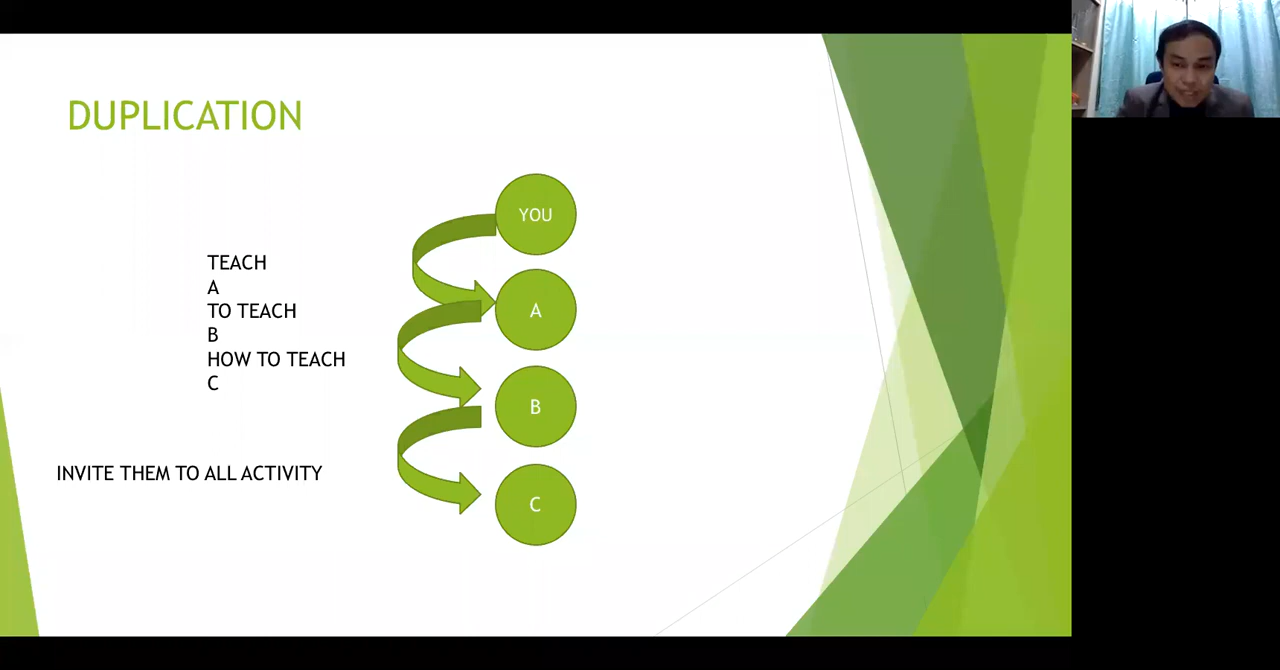 DUPLICATION
TEACH
A
TO TEACH
B
HOW TO TEACH
C
INVITE THEM TO ALL ACTIVITY
YOU
A
B
C